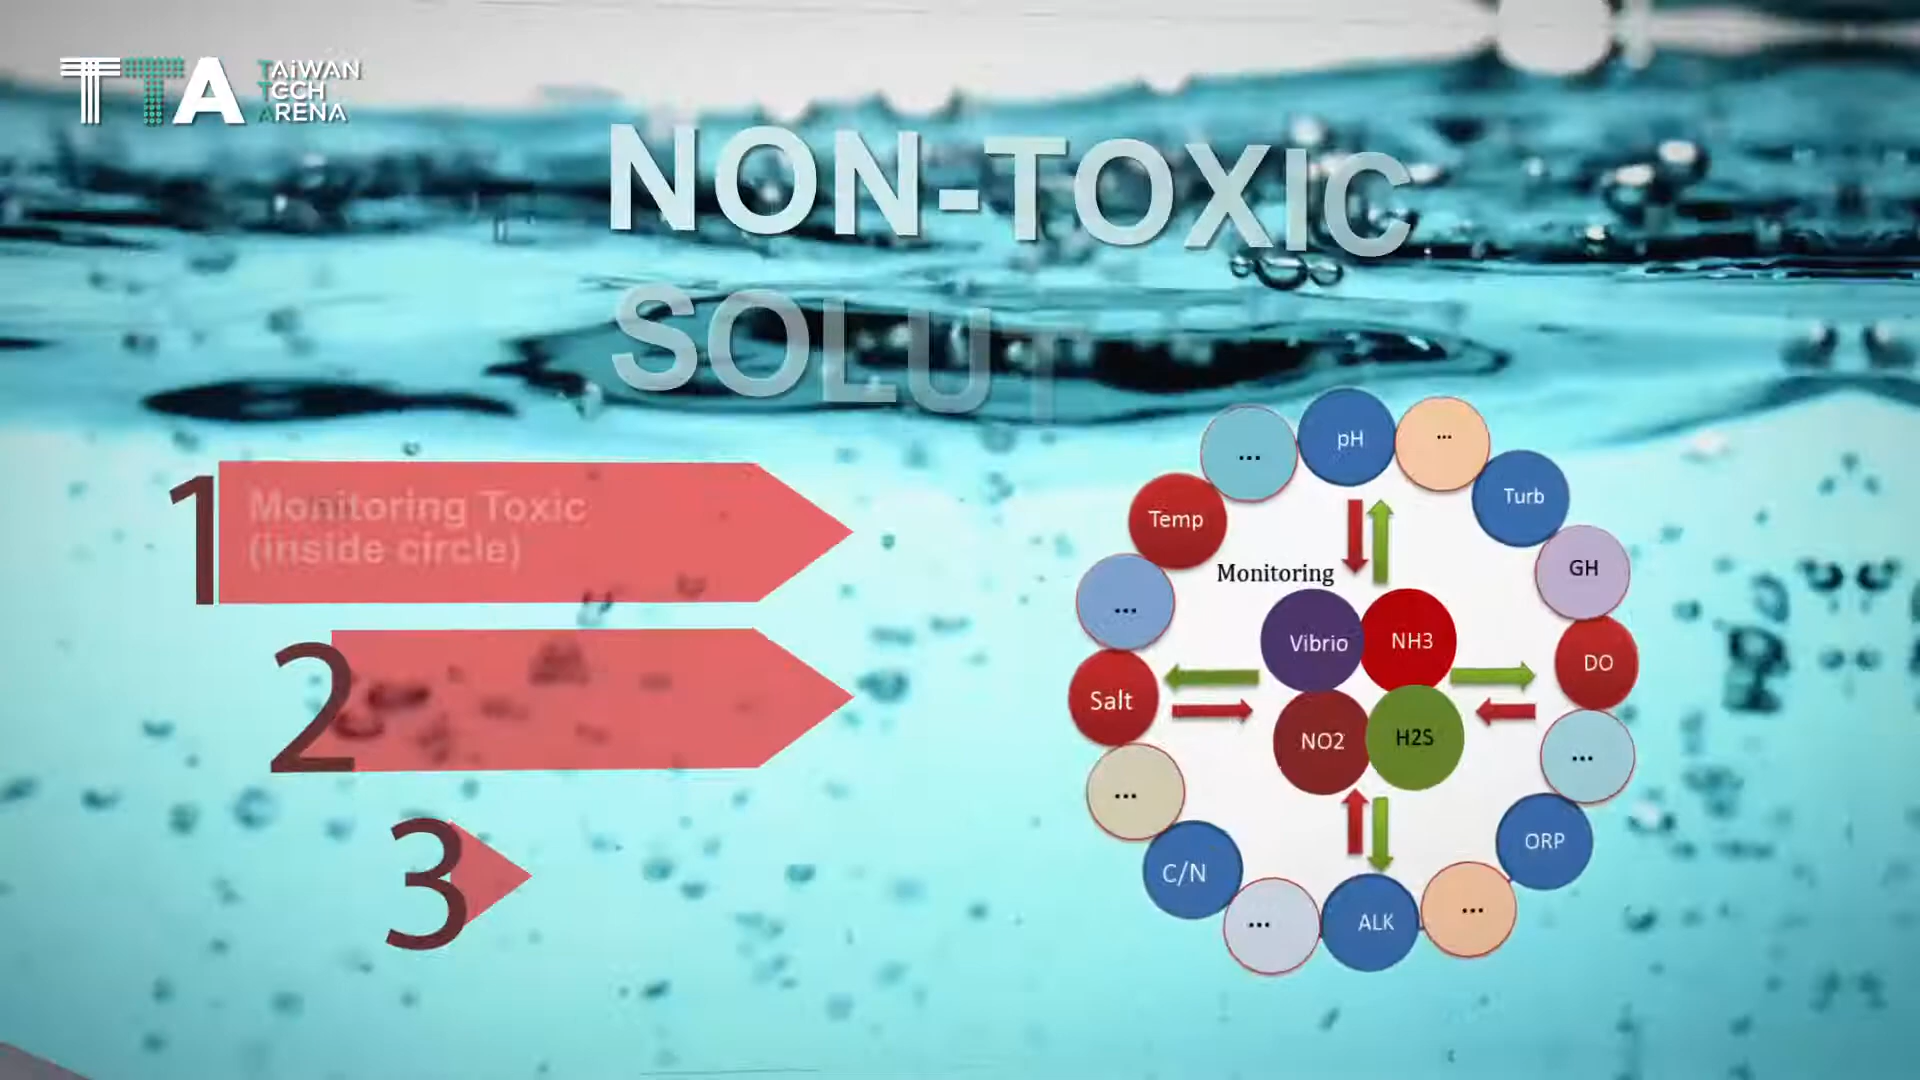 TTA
TAiWAN
TECH
ARENA
NON-TOXIC
SOLUT
1
Monitoring Toxic
(inside circle)
2
3
...
pH
...
Temp
Turb
Monitoring
GH
...
Vibrio
NH3
DO
Salt
NO2
H2S
...
...
ORP
C/N
...
ALK
...